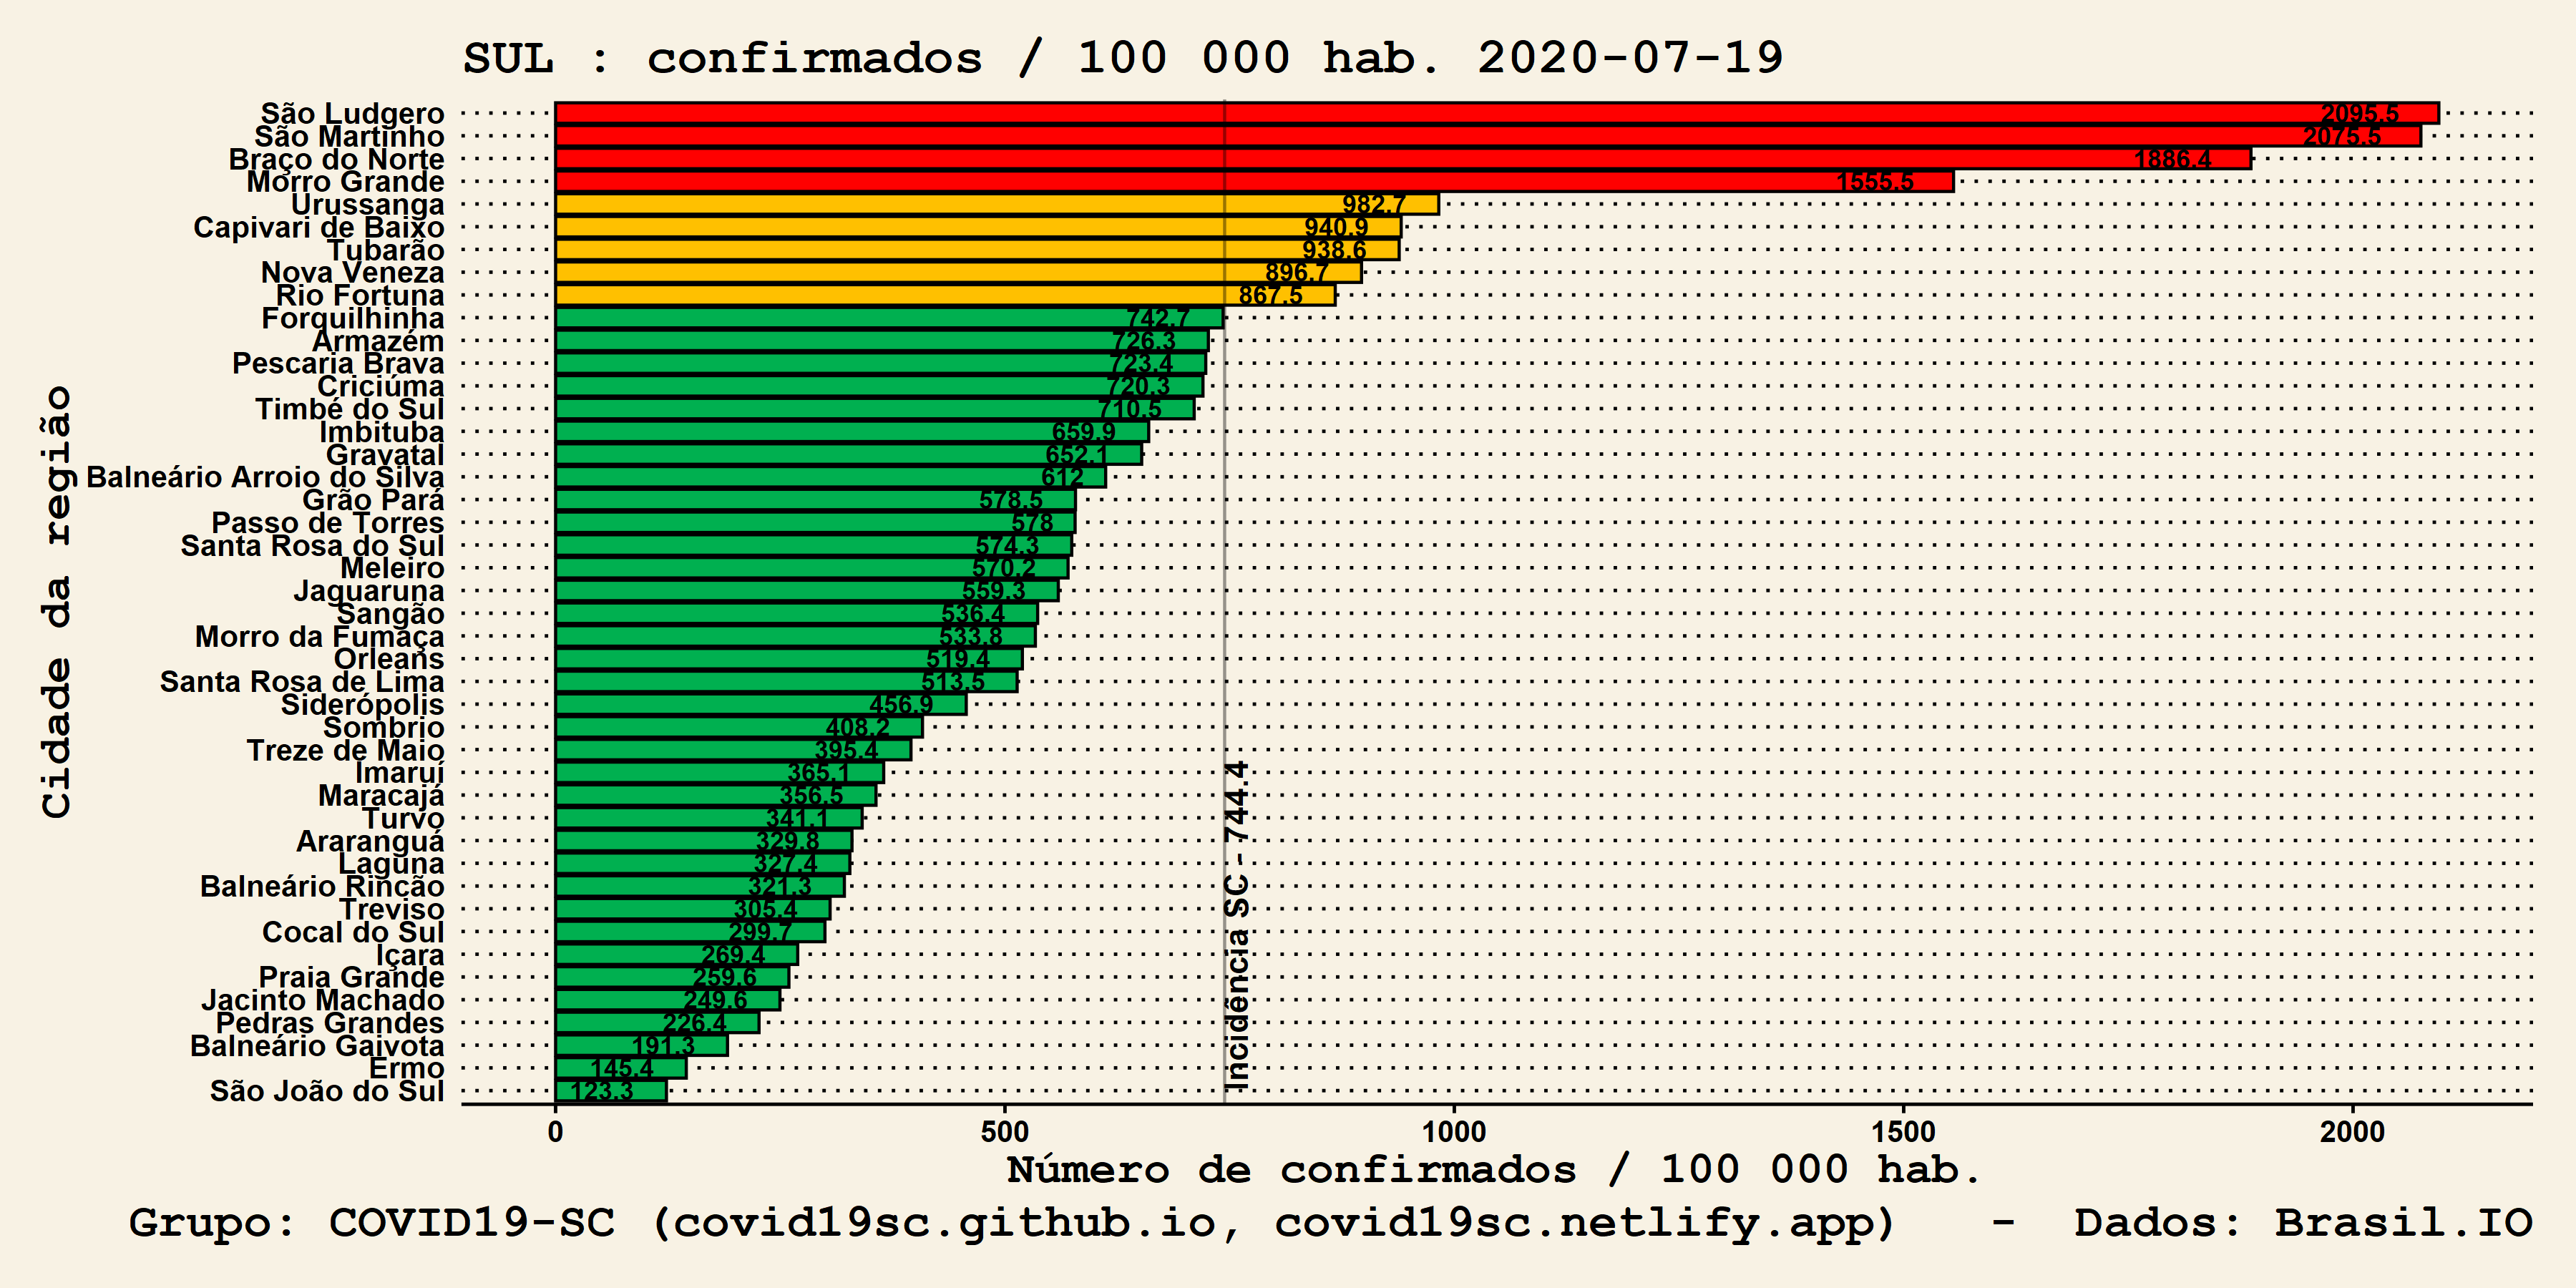 SUL : confirmados / 100 000 hab. 2020-07-19
Cidade da região
São Ludgero 2095.5
São Martinho 2075.5
Braço do Norte 1886.4
Morro Grande 1555.5
Urussanga 982.7
Capivari de Baixo 940.9
Tubarão 938.6
Nova Veneza 896.7
Rio Fortuna 867.5
Forquilhinha 742.7
Armazém 726.3
Pescaria Brava 723.4
Criciúma 720.3
Timbé do Sul 710.5
Imbituba 659.9
Gravatal 652.1
Balneário Arroio do Silva 612
Grão Pará 578.5
Passo de Torres 578
Santa Rosa do Sul 574.3
Meleiro 570.2
Jaguaruna 559.3
Sangão 536.4
Morro da Fumaça 533.8
Orleans 519.4
Santa Rosa de Lima 513.5
Siderópolis 456.9
Sombrio 408.2
Treze de Maio 395.4
Imaruí 365.1
Maracajá 356.5
Turvo 341.1
Araranguá 329.8
Laguna 327.4
Balneário Rincão 321.3
Treviso 305.4
Cocal do Sul 299.7
Içara 269.4
Praia Grande 259.6
Jacinto Machado 249.6
Pedras Grandes 226.4
Balneário Gaivota 191.3
Ermo 145.4
São João do Sul 123.3
Incidência SC - 744.4
0 500 1000 1500 2000
Número de confirmados / 100 000 hab.
Grupo: COVID19-SC (covid19sc.github.io, covid19sc.netlify.app) - Dados: Brasil.IO